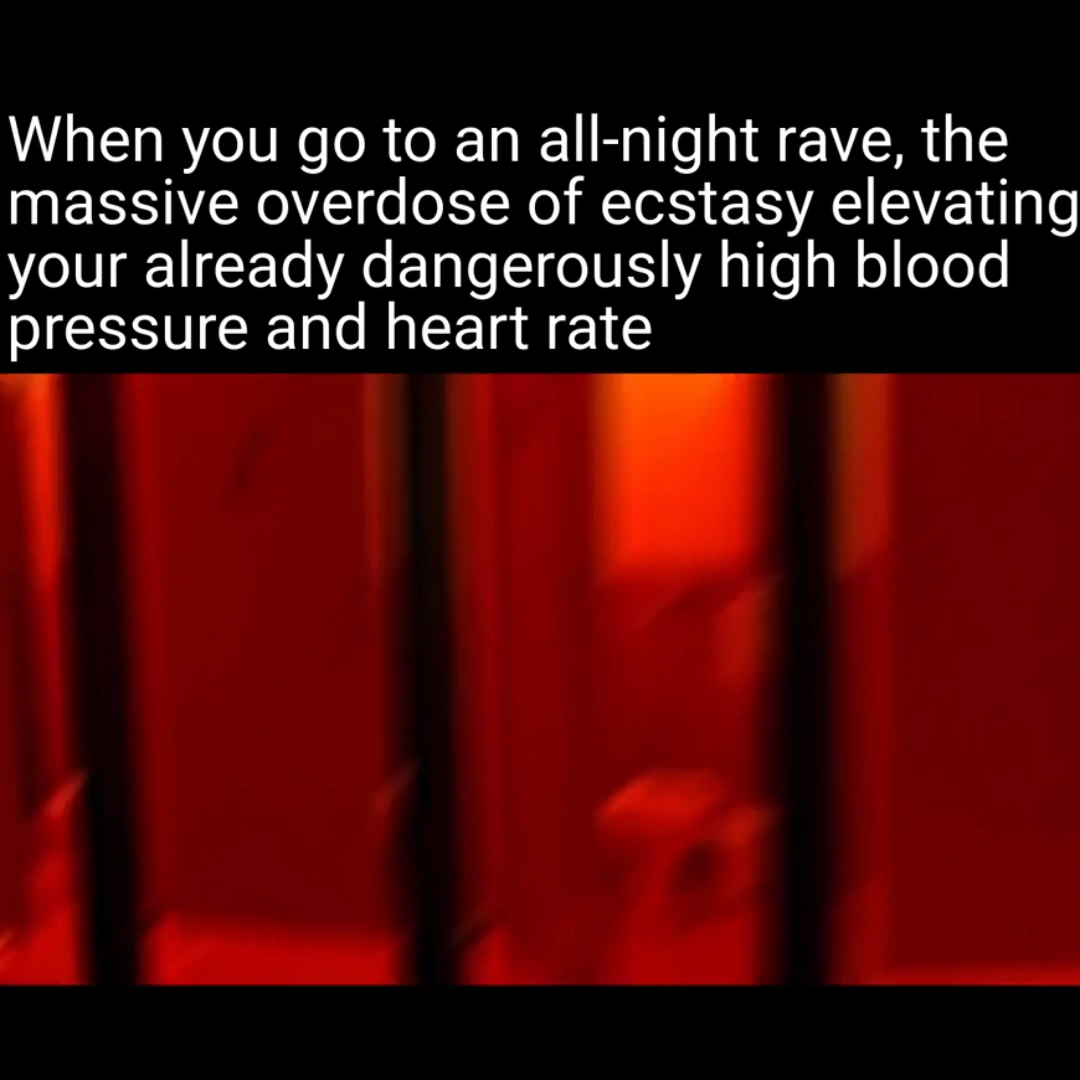 When you go to an all-night rave, the
massive overdose of ecstasy elevating
your already dangerously high blood
pressure and heart rate